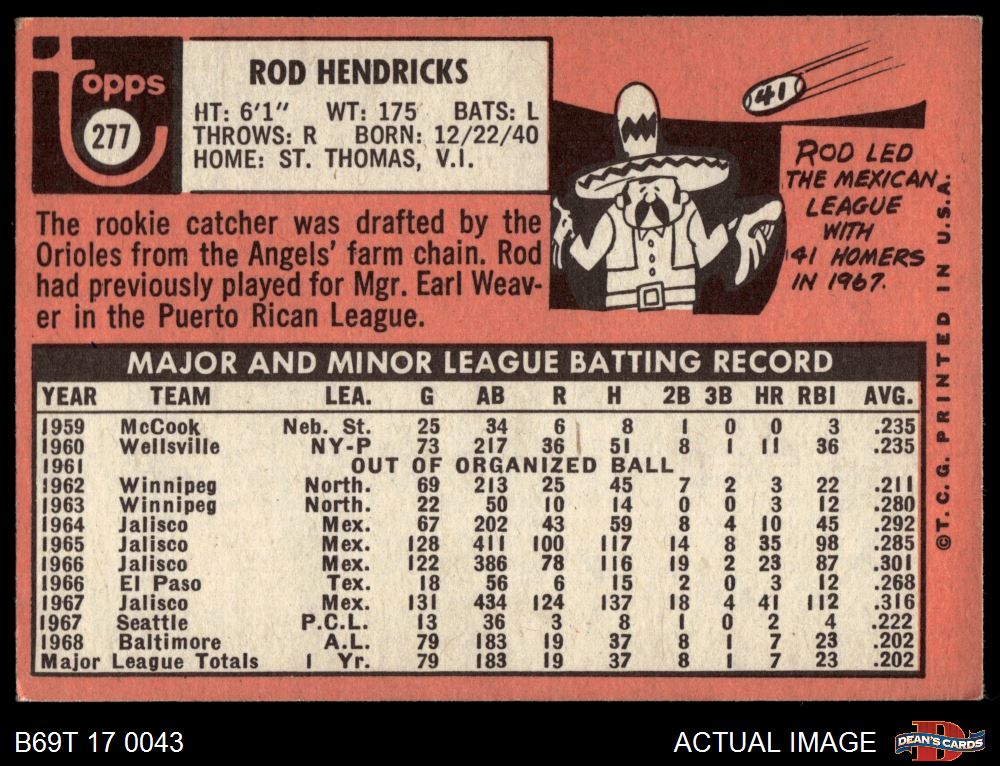 topps
277
ROD HENDRICKS
HT: 6'1" WT: 175 BATS: L
THROWS: R BORN: 12/22/40
HOME: ST. THOMAS, V.I.
41
ROD LED
THE MEXICAN
LEAGUE
WITH
41 HOMERS
IN 1967.
The rookie catcher was drafted by the
Orioles from the Angels' farm chain. Rod
had previously played for Mgr. Earl Weav-
er in the Puerto Rican League.
MAJOR AND MINOR LEAGUE BATTING RECORD
YEAR TEAM LEA. G AB R H 2B 3B HR RBI AVG.
1959 McCook Neb. St. 25 34 6 8 1 0 0 3 .235
1960 Wellsville NY-P 73 217 36 51 8 1 11 36 .235
1961 OUT OF ORGANIZED BALL
1962 Winnipeg North. 69 213 25 45 7 2 3 22 .211
1963 Winnipeg North. 22 50 10 14 0 0 3 12 .280
1964 Jalisco Mex. 67 202 43 59 8 4 10 45 .292
1965 Jalisco Mex. 128 411 100 117 14 8 35 98 .285
1966 Jalisco Mex. 122 386 78 116 19 2 23 87 .301
1966 El Paso Tex. 18 56 6 15 2 0 3 12 .268
1967 Jalisco Mex. 131 434 124 137 18 4 41 112 .316
1967 Seattle P.C.L. 13 36 3 8 1 0 2 4 .222
1968 Baltimore A.L. 79 183 19 37 8 1 7 23 .202
Major League Totals 1 Yr. 79 183 19 37 8 1 7 23 .202
©T.C.G. PRINTED IN U.S.A.
B69T 17 0043
ACTUAL IMAGE
DEAN'S CARDS